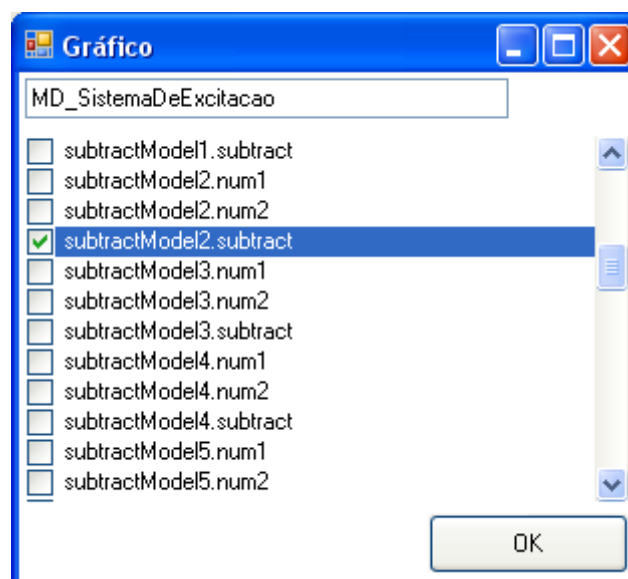 Gráfico
MD_SistemaDeExcitacao
subtractModel1.subtract
subtractModel2.num1
subtractModel2.num2
subtractModel2.subtract
subtractModel3.num1
subtractModel3.num2
subtractModel3.subtract
subtractModel4.num1
subtractModel4.num2
subtractModel4.subtract
subtractModel5.num1
subtractModel5.num2
OK